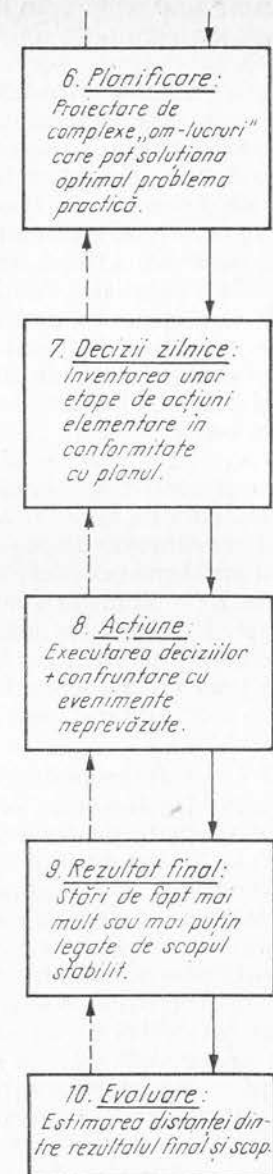 6. Planificare:
Proiectare de
complexe „om-lucruri”
care pot soluționa
optimal problema
practică.
7. Decizii zilnice:
Inventarea unor
etape de acțiuni
elementare în
conformitate
cu planul.
8. Acțiune:
Executarea deciziilor
+ confruntare cu
evenimente
neprevăzute.
9. Rezultat final:
Stări de fapt mai
mult sau mai puțin
legate de scopul
stabilit.
10. Evaluare:
Estimarea distanței din-
tre rezultatul final și scop.